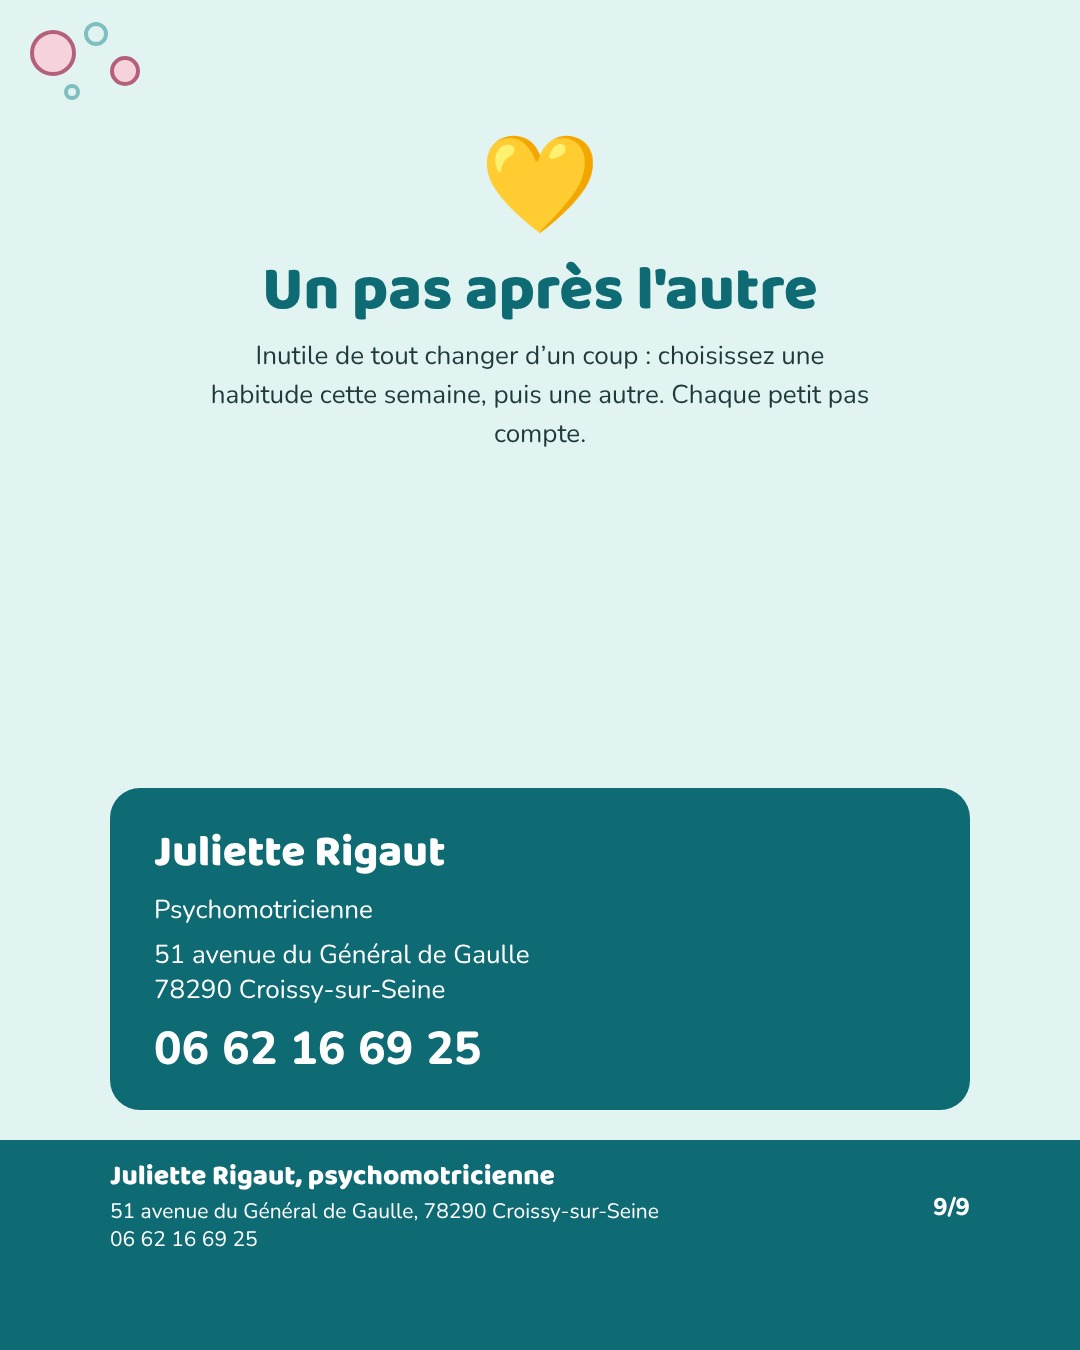 Un pas après l'autre
Inutile de tout changer d’un coup : choisissez une
habitude cette semaine, puis une autre. Chaque petit pas
compte.
Juliette Rigaut
Psychomotricienne
51 avenue du Général de Gaulle
78290 Croissy-sur-Seine
06 62 16 69 25
Juliette Rigaut, psychomotricienne
51 avenue du Général de Gaulle, 78290 Croissy-sur-Seine
06 62 16 69 25
9/9